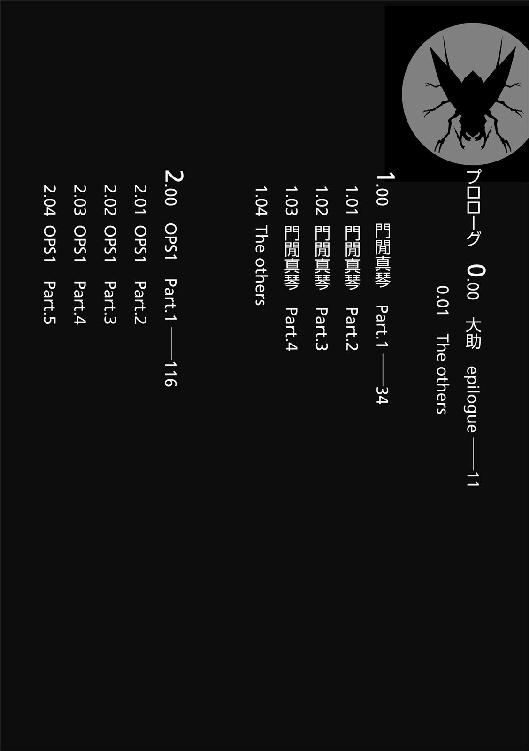 プロローグ 0.00 大助 epilogue ——11
0.01 The others
1.00 門閒真琴 Part.1 ——34
1.01 門閒真琴 Part.2
1.02 門閒真琴 Part.3
1.03 門閒真琴 Part.4
1.04 The others
2.00 OPS1 Part.1 ——116
2.01 OPS1 Part.2
2.02 OPS1 Part.3
2.03 OPS1 Part.4
2.04 OPS1 Part.5